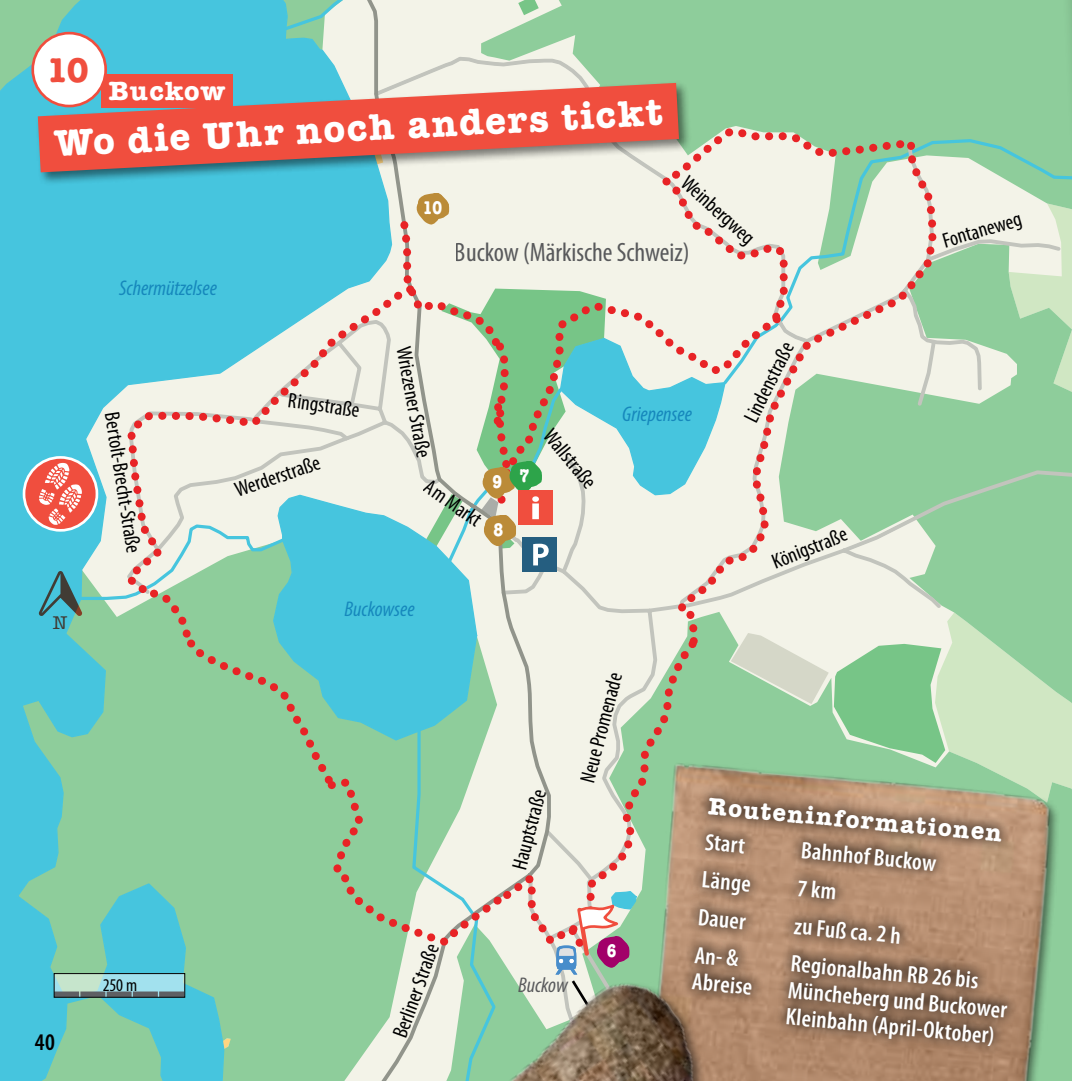 10
Buckow
Wo die Uhr noch anders tickt
10
Weinbergweg
Fontaneweg
Buckow (Märkische Schweiz)
Schermützelsee
Wriezener Straße
Lindenstraße
Ringstraße
Griepensee
Bertolt-Brecht-Straße
Wallstraße
Werderstraße
9
7
Am Markt
i
8
P
Königstraße
Buckowsee
N
Neue Promenade
Hauptstraße
Routeninformationen
Start Bahnhof Buckow
Länge 7 km
Dauer zu Fuß ca. 2 h
An- & Regionalbahn RB 26 bis
Abreise Müncheberg und Buckower
Kleinbahn (April-Oktober)
6
Buckow
Berliner Straße
250 m
40